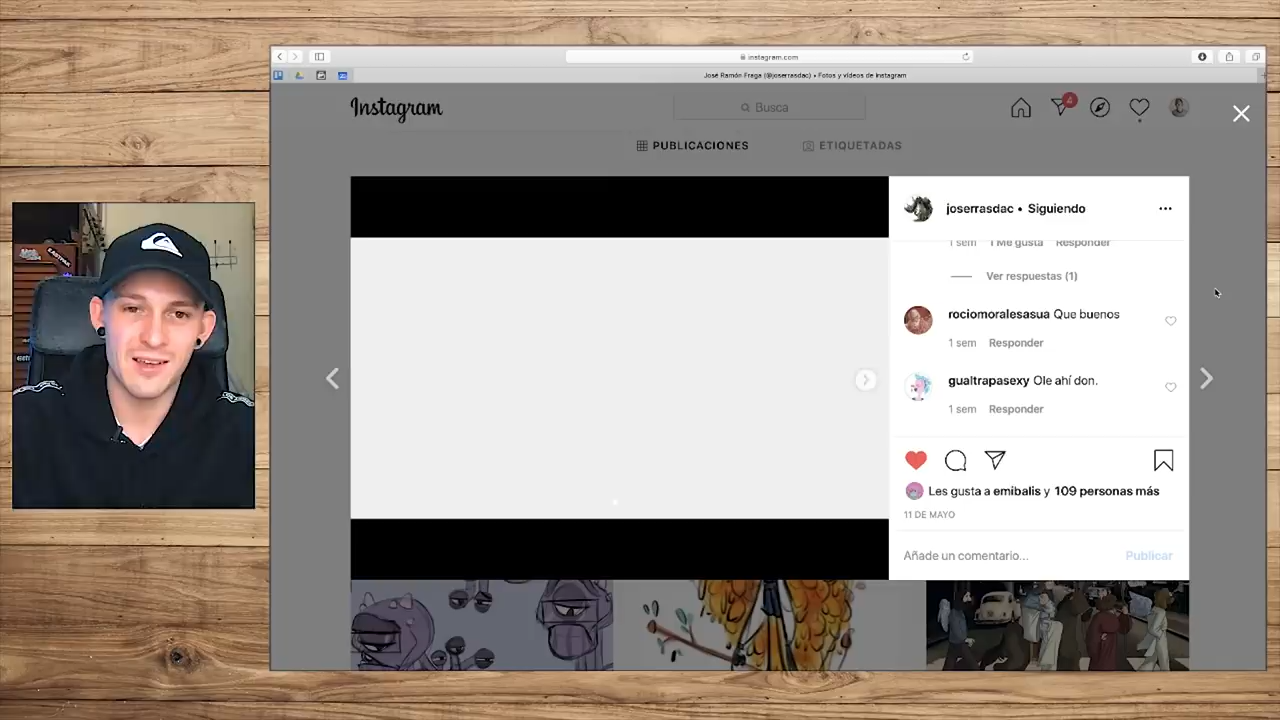 instagram.com
José Ramón Fraga (@joserrasdac) • Fotos y vídeos de Instagram
Instagram
Busca
4
PUBLICACIONES
ETIQUETADAS
joserrasdac • Siguiendo
1 sem 1 Me gusta Responder
Ver respuestas (1)
rociomoralesasua Que buenos
1 sem Responder
gualtrapasexy Ole ahí don.
1 sem Responder
Les gusta a emibalis y 109 personas más
11 DE MAYO
Añade un comentario...
Publicar